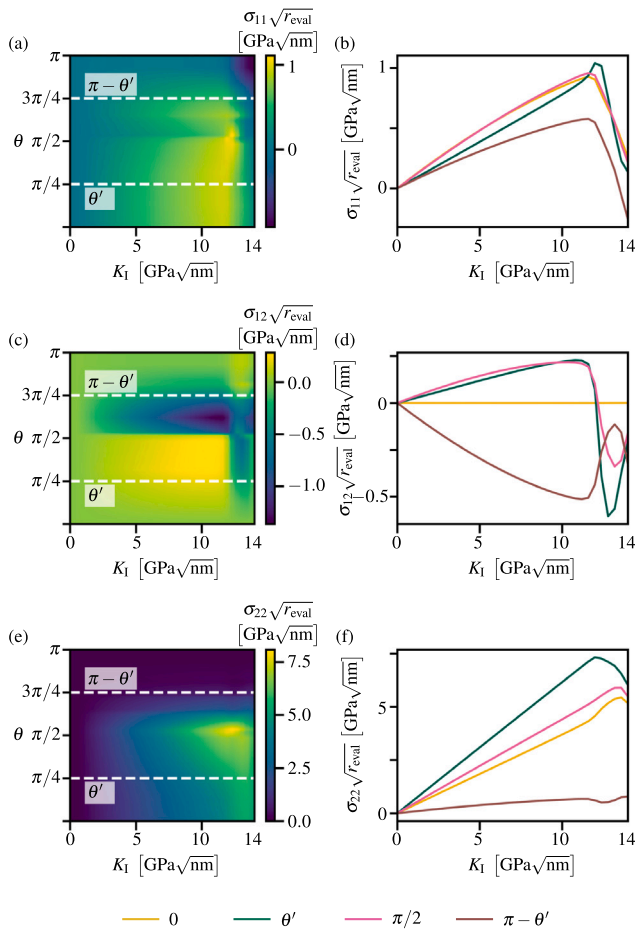 (a)
σ₁₁√r_eval
[GPa√nm]
π
3π/4
θ π/2
π/4
π − θ′
θ′
1
0
0 5 10 14
K_I [GPa√nm]
(b)
σ₁₁√r_eval [GPa√nm]
1
0
0 5 10 14
K_I [GPa√nm]
(c)
σ₁₂√r_eval
[GPa√nm]
π
3π/4
θ π/2
π/4
π − θ′
θ′
0.0
−0.5
−1.0
0 5 10 14
K_I [GPa√nm]
(d)
σ₁₂√r_eval [GPa√nm]
0
−0.5
0 5 10 14
K_I [GPa√nm]
(e)
σ₂₂√r_eval
[GPa√nm]
π
3π/4
θ π/2
π/4
π − θ′
θ′
7.5
5.0
2.5
0.0
0 5 10 14
K_I [GPa√nm]
(f)
σ₂₂√r_eval [GPa√nm]
5
0
0 5 10 14
K_I [GPa√nm]
0 θ′ π/2 π − θ′